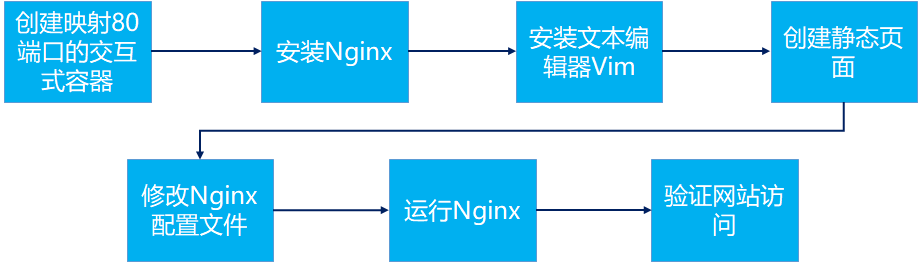 创建映射80
端口的交互
式容器
安装Nginx
安装文本编
辑器Vim
创建静态页
面
修改Nginx
配置文件
运行Nginx
验证网站访
问